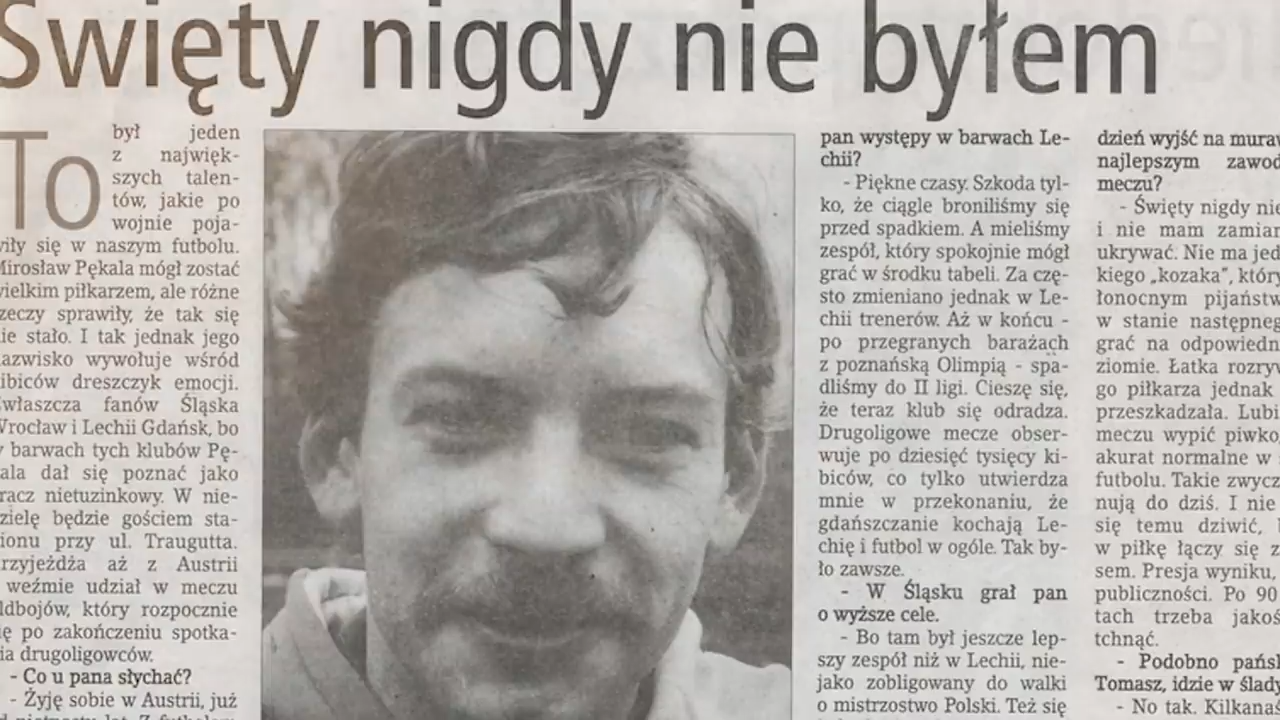 Święty nigdy nie byłem
To był jeden
z najwięk-
szych talen-
tów, jakie po
wojnie poja-
wiły się w naszym futbolu.
Mirosław Pękala mógł zostać
wielkim piłkarzem, ale różne
rzeczy sprawiły, że tak się
nie stało. I tak jednak jego
nazwisko wywołuje wśród
kibiców dreszczyk emocji.
Zwłaszcza fanów Śląska
Wrocław i Lechii Gdańsk, bo
w barwach tych klubów Pę-
kala dał się poznać jako
gracz nietuzinkowy. W nie-
dzielę będzie gościem sta-
dionu przy ul. Traugutta.
Przyjeżdża aż z Austrii
i weźmie udział w meczu
oldbojów, który rozpocznie
się po zakończeniu spotka-
nia drugoligowców.
- Co u pana słychać?
- Żyję sobie w Austrii, już
pan występy w barwach Le-
chii?
- Piękne czasy. Szkoda tyl-
ko, że ciągle broniliśmy się
przed spadkiem. A mieliśmy
zespół, który spokojnie mógł
grać w środku tabeli. Za czę-
sto zmieniano jednak w Le-
chii trenerów. Aż w końcu -
po przegranych barażach
z poznańską Olimpią - spa-
dliśmy do II ligi. Cieszę się,
że teraz klub się odradza.
Drugoligowe mecze obser-
wuje po dziesięć tysięcy ki-
biców, co tylko utwierdza
mnie w przekonaniu, że
gdańszczanie kochają Le-
chię i futbol w ogóle. Tak by-
ło zawsze.
- W Śląsku grał pan
o wyższe cele.
- Bo tam był jeszcze lep-
szy zespół niż w Lechii, nie-
jako zobligowany do walki
o mistrzostwo Polski. Też się
dzień wyjść na muraw
najlepszym zawod
meczu?
- Święty nigdy nie
i nie mam zamiar
ukrywać. Nie ma jed
kiego „kozaka”, któr
łonocnym pijaństw
w stanie następneg
grać na odpowiedn
ziomie. Łatka rozryw
go piłkarza jednak
przeszkadzała. Lubi
meczu wypić piwko,
akurat normalne w
futbolu. Takie zwycz
nują do dziś. I nie
się temu dziwić,
w piłkę łączy się z
sem. Presja wyniku,
publiczności. Po 90
tach trzeba jakoś
tchnąć.
- Podobno pańsk
Tomasz, idzie w ślady
- No tak. Kilkanaś